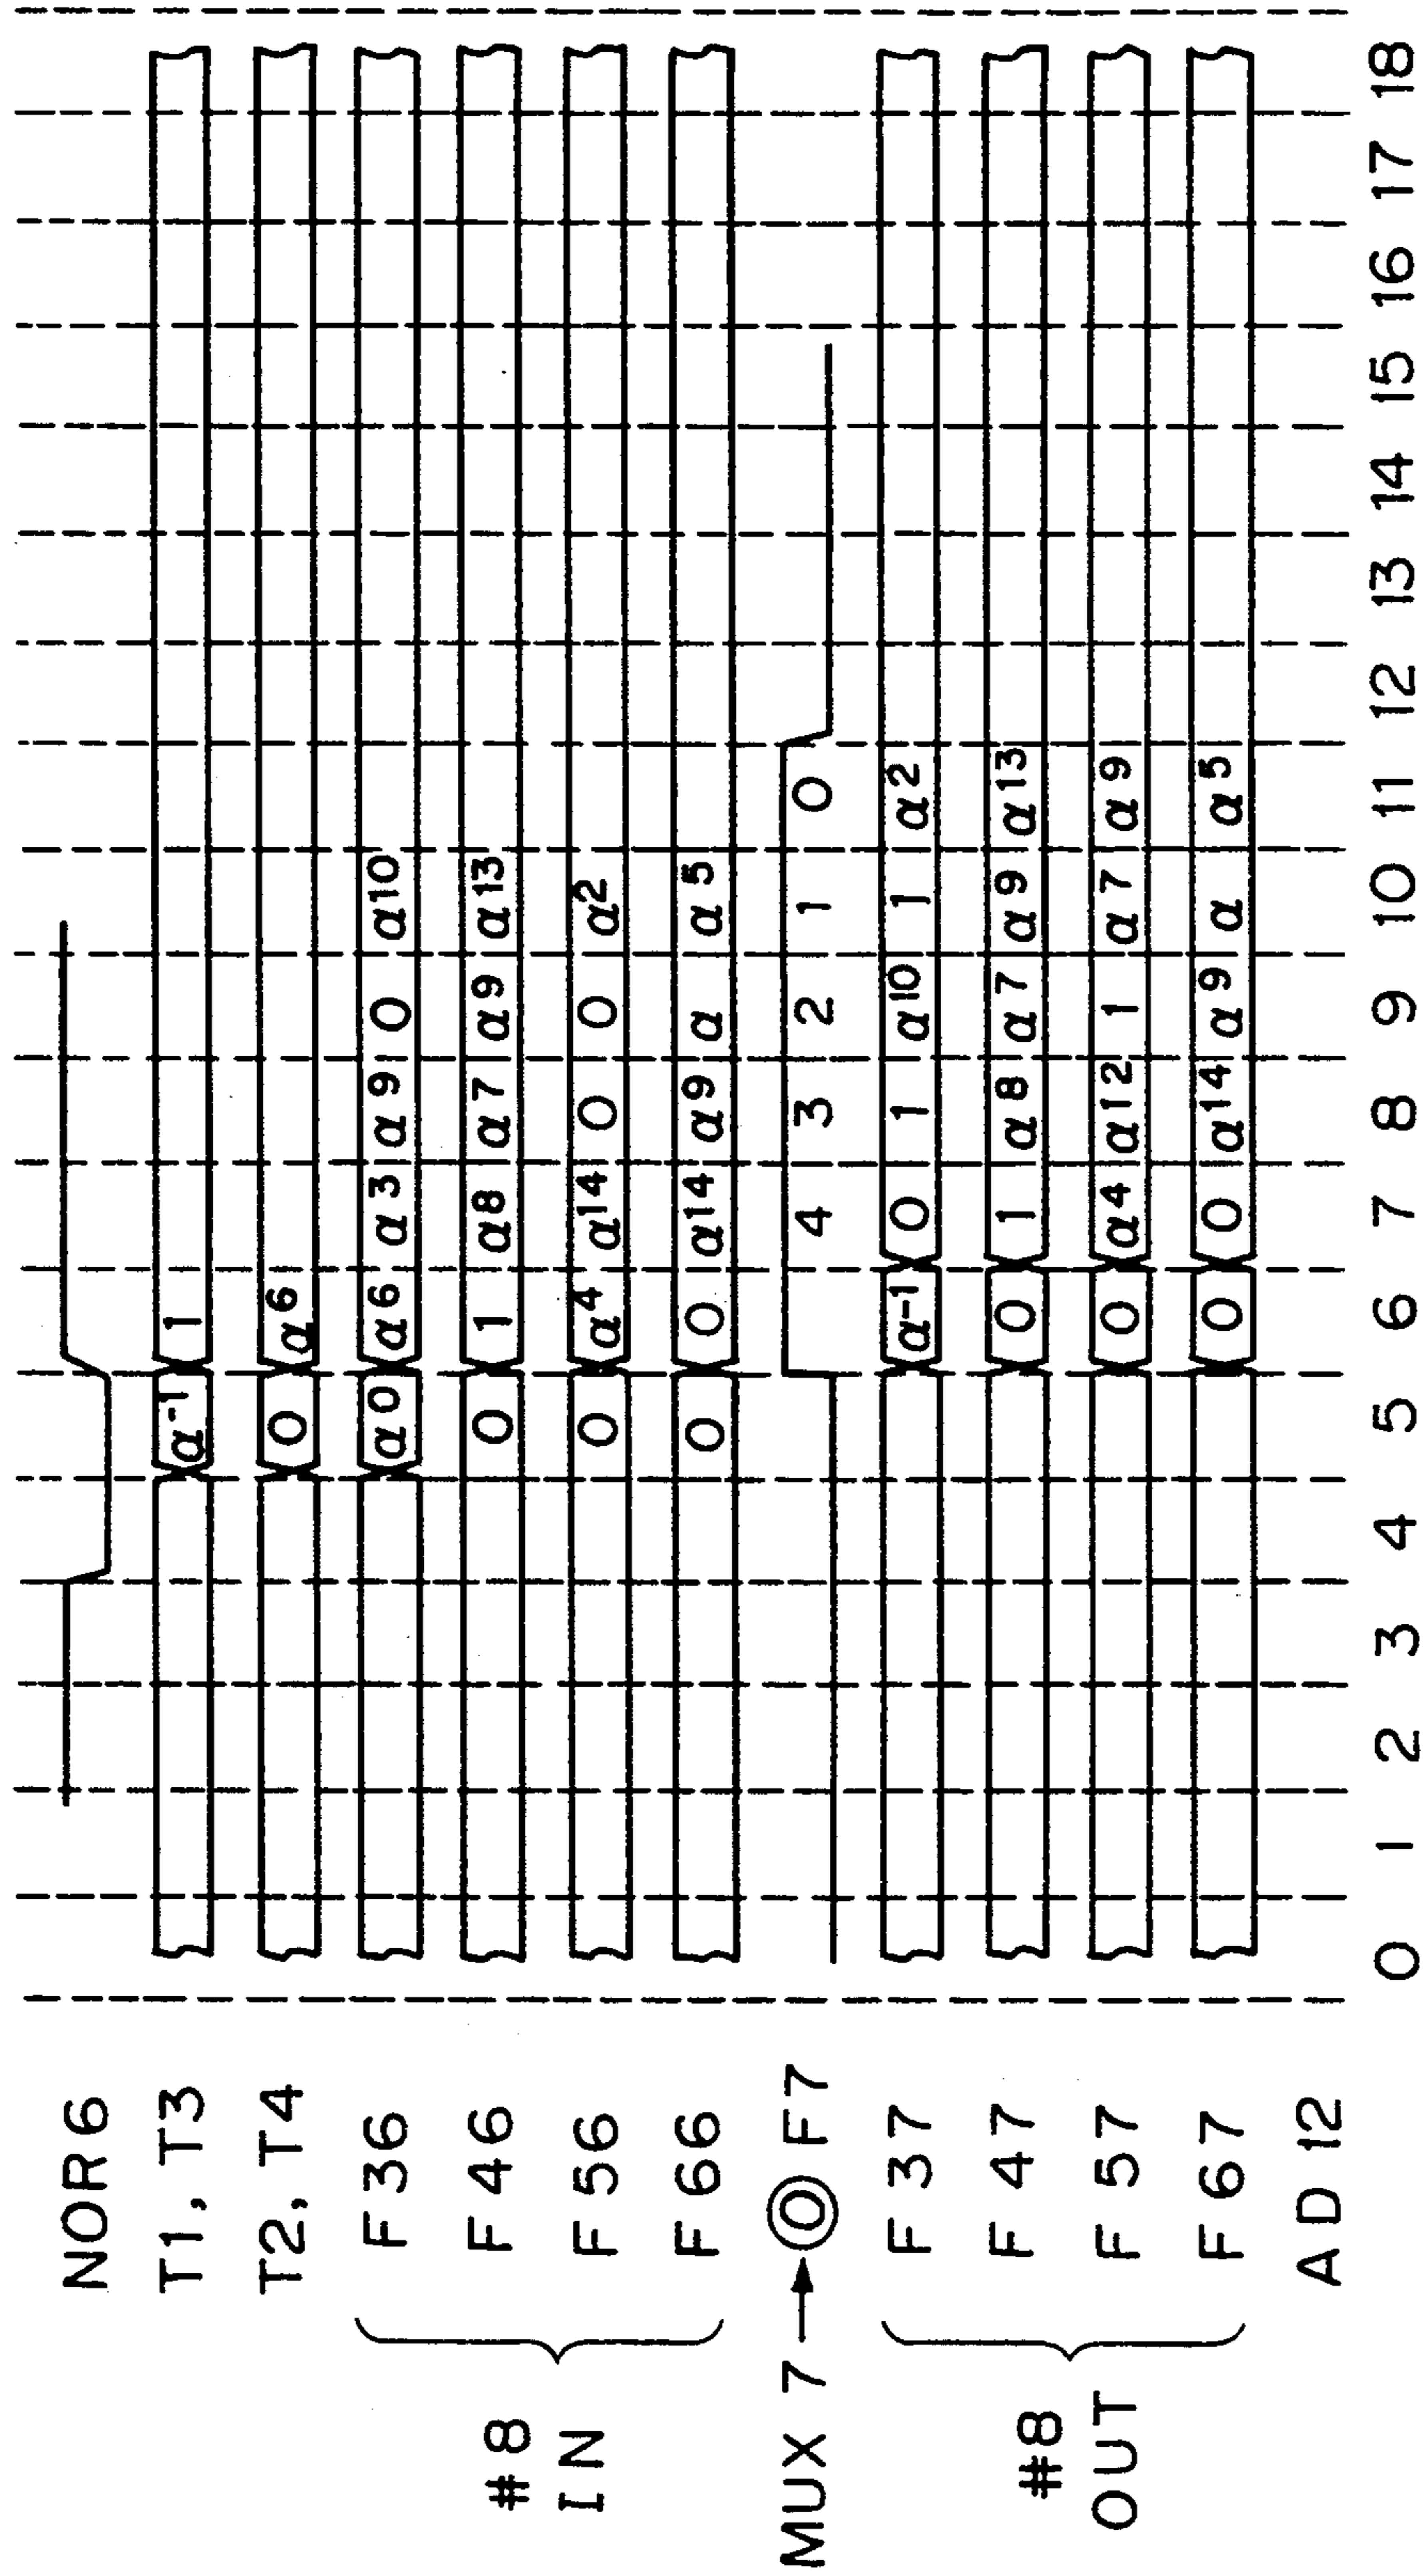 NOR6
T1, T3 α⁻¹ 1
T2, T4 0 α⁶
#8 IN
F36 α⁰ α⁶ α³ α⁹ 0 α¹⁰
F46 0 1 α⁸ α⁷ α⁹ α¹³
F56 0 α⁴ α¹⁴ 0 0 α²
F66 0 0 α¹⁴ α⁹ α α⁵
MUX 7 → ◎ F7 4 3 2 1 0
#8 OUT
F37 α⁻¹ 0 1 α¹⁰ 1 α²
F47 0 1 α⁸ α⁷ α⁹ α¹³
F57 0 α⁴ α¹² 1 α⁷ α⁹
F67 0 0 α¹⁴ α⁹ α α⁵
AD12 0 1 2 3 4 5 6 7 8 9 10 11 12 13 14 15 16 17 18